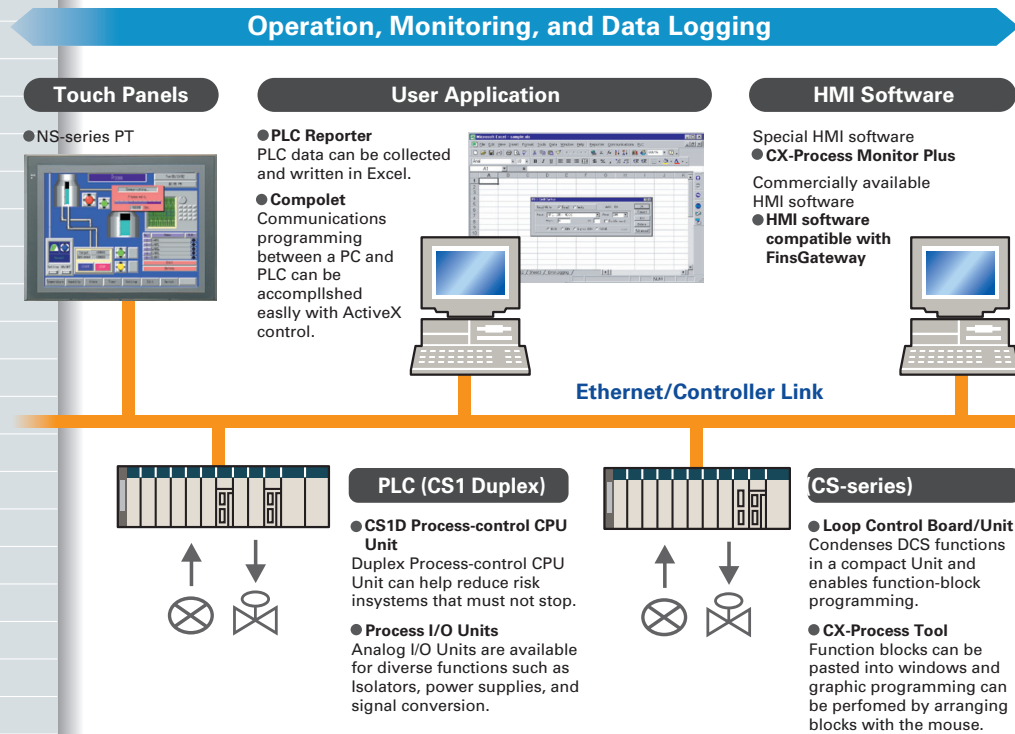 Operation, Monitoring, and Data Logging
Touch Panels
NS-series PT
User Application
PLC Reporter
PLC data can be collected
and written in Excel.
Compolet
Communications
programming
between a PC and
PLC can be
accompllshed
easlly with ActiveX
control.
HMI Software
Special HMI software
CX-Process Monitor Plus
Commercially available
HMI software
HMI software
compatible with
FinsGateway
Ethernet/Controller Link
PLC (CS1 Duplex)
CS1D Process-control CPU
Unit
Duplex Process-control CPU
Unit can help reduce risk
insystems that must not stop.
Process I/O Units
Analog I/O Units are available
for diverse functions such as
Isolators, power supplies, and
signal conversion.
(CS-series)
Loop Control Board/Unit
Condenses DCS functions
in a compact Unit and
enables function-block
programming.
CX-Process Tool
Function blocks can be
pasted into windows and
graphic programming can
be perfomed by arranging
blocks with the mouse.